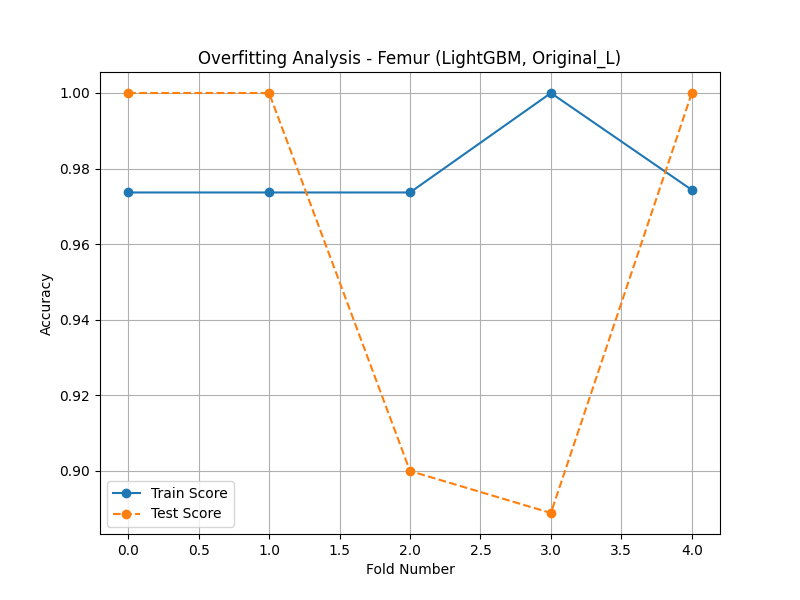 Overfitting Analysis - Femur (LightGBM, Original_L)
1.00
0.98
0.96
0.94
0.92
0.90
Accuracy
Train Score
Test Score
0.0 0.5 1.0 1.5 2.0 2.5 3.0 3.5 4.0
Fold Number